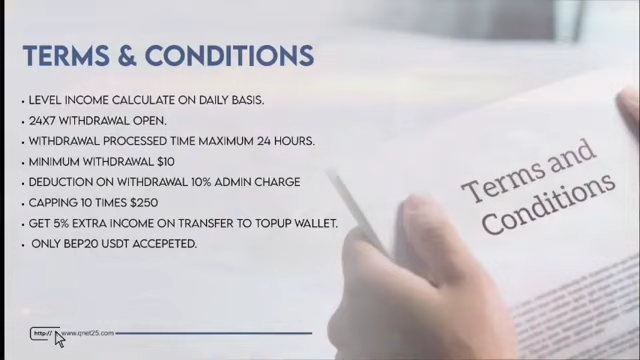 TERMS & CONDITIONS
• LEVEL INCOME CALCULATE ON DAILY BASIS.
• 24X7 WITHDRAWAL OPEN.
• WITHDRAWAL PROCESSED TIME MAXIMUM 24 HOURS.
• MINIMUM WITHDRAWAL $10
• DEDUCTION ON WITHDRAWAL 10% ADMIN CHARGE
• CAPPING 10 TIMES $250
• GET 5% EXTRA INCOME ON TRANSFER TO TOPUP WALLET.
• ONLY BEP20 USDT ACCEPETED.
Terms and
Conditions
http:// www.qnet25.com